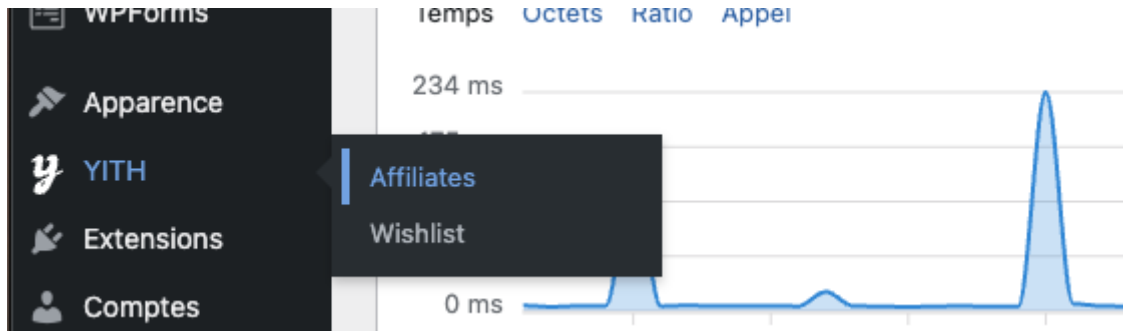 WPForms
Apparence
YITH
Extensions
Comptes
Affiliates
Wishlist
Temps Octets Ratio Appel
234 ms
0 ms